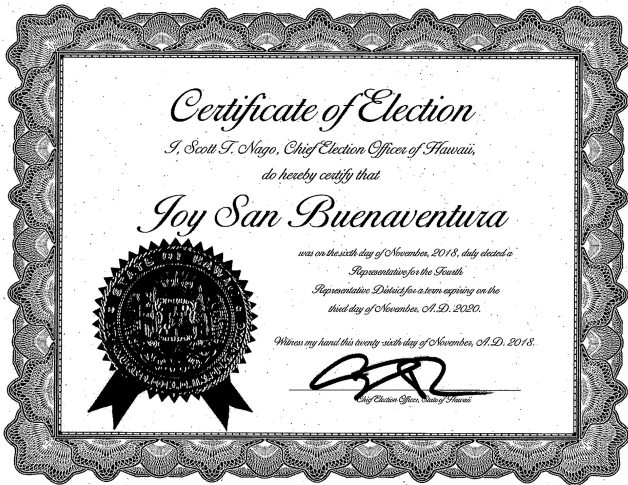 Certificate of Election
I, Scott T. Nago, Chief Election Officer of Hawaii,
do hereby certify that
Joy San Buenaventura
was on the sixth day of November, 2018, duly elected a
Representative for the Fourth
Representative District for a term expiring on the
third day of November, A.D. 2020.
Witness my hand this twenty-sixth day of November, A.D. 2018.
Chief Election Officer, State of Hawaii
STATE OF HAWAII